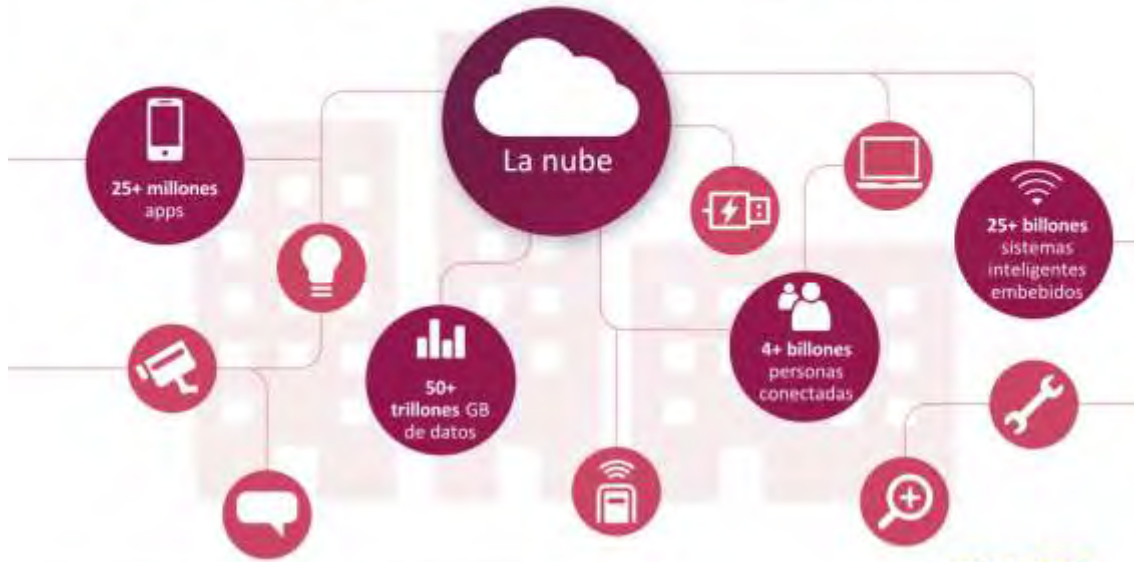 La nube
25+ millones
apps
25+ billones
sistemas
inteligentes
embebidos
50+
trillones GB
de datos
4+ billones
personas
conectadas